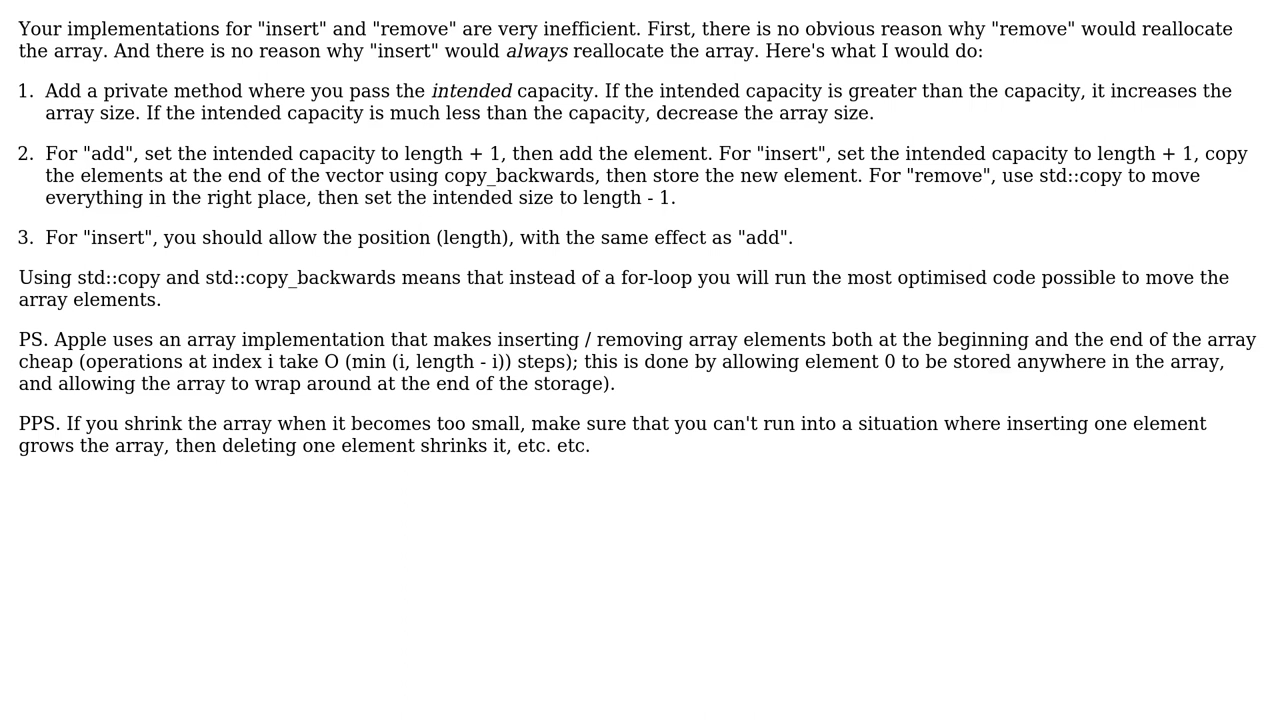 Your implementations for "insert" and "remove" are very inefficient. First, there is no obvious reason why "remove" would reallocate
the array. And there is no reason why "insert" would always reallocate the array. Here's what I would do:
1. Add a private method where you pass the intended capacity. If the intended capacity is greater than the capacity, it increases the
array size. If the intended capacity is much less than the capacity, decrease the array size.
2. For "add", set the intended capacity to length + 1, then add the element. For "insert", set the intended capacity to length + 1, copy
the elements at the end of the vector using copy_backwards, then store the new element. For "remove", use std::copy to move
everything in the right place, then set the intended size to length - 1.
3. For "insert", you should allow the position (length), with the same effect as "add".
Using std::copy and std::copy_backwards means that instead of a for-loop you will run the most optimised code possible to move the
array elements.
PS. Apple uses an array implementation that makes inserting / removing array elements both at the beginning and the end of the array
cheap (operations at index i take O (min (i, length - i)) steps); this is done by allowing element 0 to be stored anywhere in the array,
and allowing the array to wrap around at the end of the storage).
PPS. If you shrink the array when it becomes too small, make sure that you can't run into a situation where inserting one element
grows the array, then deleting one element shrinks it, etc. etc.